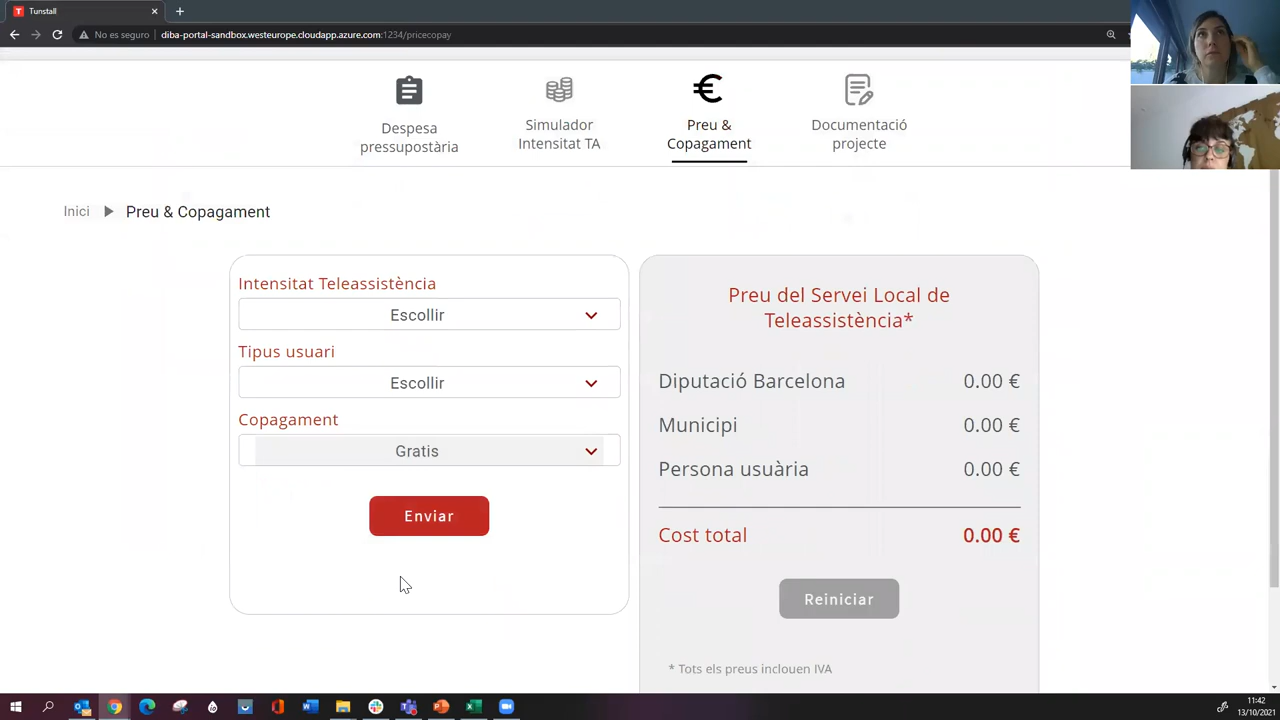 Tunstall
No es seguro
diba-portal-sandbox.westeurope.cloudapp.azure.com:1234/pricecopay
Despesa
pressupostària
Simulador
Intensitat TA
Preu &
Copagament
Documentació
projecte
Inici
Preu & Copagament
Intensitat Teleassistència
Escollir
Tipus usuari
Escollir
Copagament
Gratis
Enviar
Preu del Servei Local de
Teleassistència*
Diputació Barcelona 0.00 €
Municipi 0.00 €
Persona usuària 0.00 €
Cost total 0.00 €
Reiniciar
* Tots els preus inclouen IVA
11:42
13/10/2021